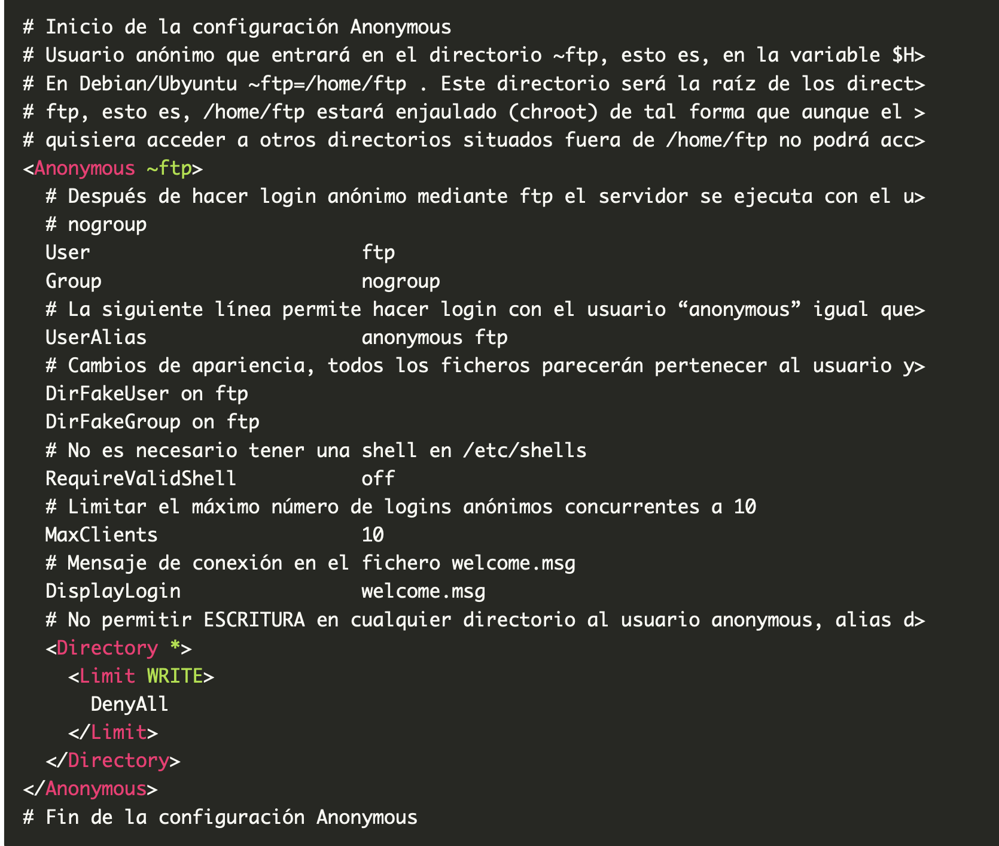 # Inicio de la configuración Anonymous
# Usuario anónimo que entrará en el directorio ~ftp, esto es, en la variable $H>
# En Debian/Ubyuntu ~ftp=/home/ftp . Este directorio será la raíz de los direct>
# ftp, esto es, /home/ftp estará enjaulado (chroot) de tal forma que aunque el >
# quisiera acceder a otros directorios situados fuera de /home/ftp no podrá acc>
<Anonymous ~ftp>
  # Después de hacer login anónimo mediante ftp el servidor se ejecuta con el u>
  # nogroup
  User                        ftp
  Group                       nogroup
  # La siguiente línea permite hacer login con el usuario “anonymous” igual que>
  UserAlias                   anonymous ftp
  # Cambios de apariencia, todos los ficheros parecerán pertenecer al usuario y>
  DirFakeUser on ftp
  DirFakeGroup on ftp
  # No es necesario tener una shell en /etc/shells
  RequireValidShell           off
  # Limitar el máximo número de logins anónimos concurrentes a 10
  MaxClients                  10
  # Mensaje de conexión en el fichero welcome.msg
  DisplayLogin                welcome.msg
  # No permitir ESCRITURA en cualquier directorio al usuario anonymous, alias d>
  <Directory *>
    <Limit WRITE>
      DenyAll
    </Limit>
  </Directory>
</Anonymous>
# Fin de la configuración Anonymous